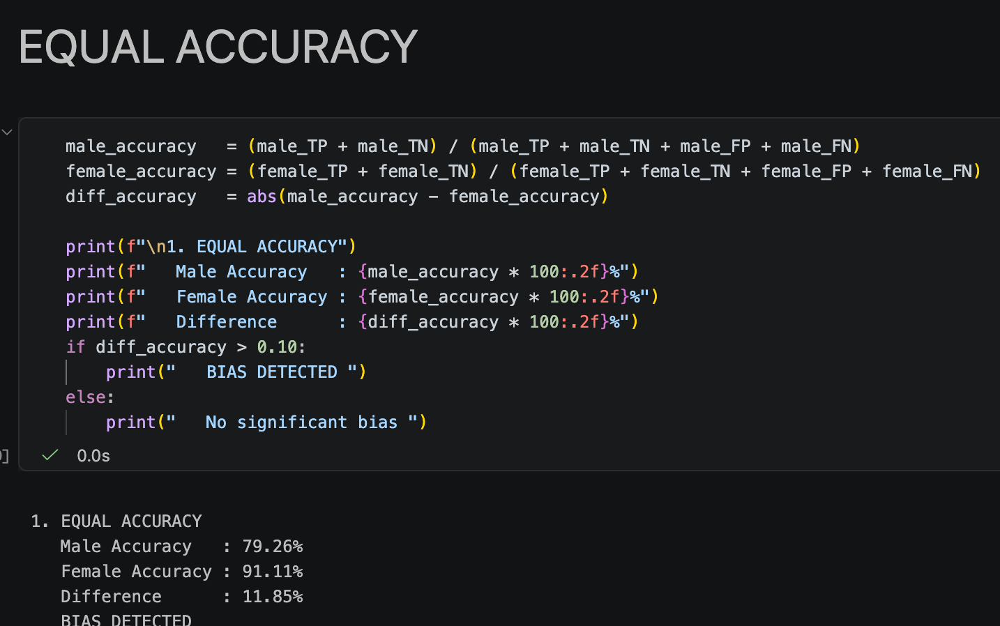 EQUAL ACCURACY
male_accuracy   = (male_TP + male_TN) / (male_TP + male_TN + male_FP + male_FN)
female_accuracy = (female_TP + female_TN) / (female_TP + female_TN + female_FP + female_FN)
diff_accuracy   = abs(male_accuracy - female_accuracy)
print(f"\n1. EQUAL ACCURACY")
print(f"   Male Accuracy   : {male_accuracy * 100:.2f}%")
print(f"   Female Accuracy : {female_accuracy * 100:.2f}%")
print(f"   Difference      : {diff_accuracy * 100:.2f}%")
if diff_accuracy > 0.10:
    print("   BIAS DETECTED ")
else:
    print("   No significant bias ")
0.0s
1. EQUAL ACCURACY
   Male Accuracy   : 79.26%
   Female Accuracy : 91.11%
   Difference      : 11.85%
   BIAS DETECTED